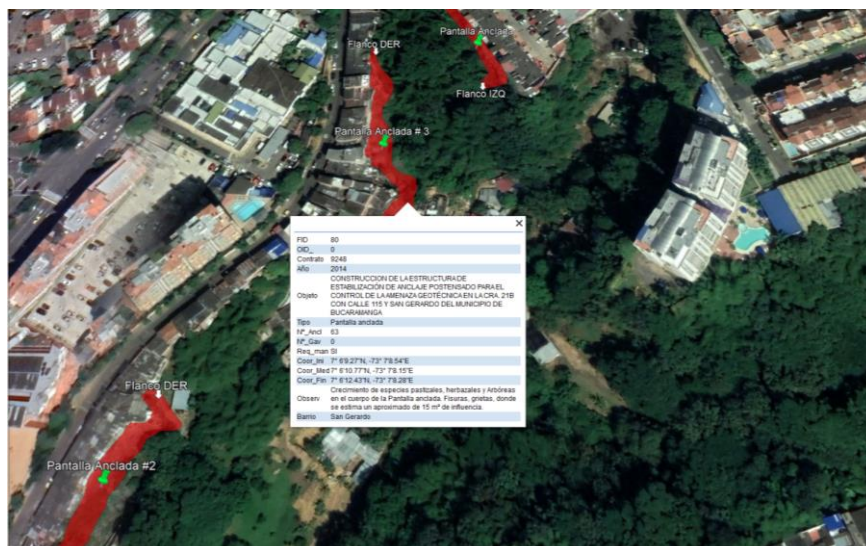 Flanco DER
Pantalla Anclada
Flanco IZQ
Pantalla Anclada # 3
FID 80
OID_ 0
Contrato 9248
Año 2014
Objeto CONSTRUCCION DE LA ESTRUCTURA DE
ESTABILIZACIÓN DE ANCLAJE POSTENSADO PARA EL
CONTROL DE LA AMENAZA GEOTÉCNICA EN LA CRA. 21B
CON CALLE 115 Y SAN GERARDO DEL MUNICIPIO DE
BUCARAMANGA
Tipo Pantalla anclada
Nº_Ancl 63
Nº_Gav 0
Req_man SI
Coor_Ini 7° 6'9.27"N, -73° 7'8.54"E
Coor_Med 7° 6'10.77"N, -73° 7'8.15"E
Coor_Fin 7° 6'12.43"N, -73° 7'8.28"E
Observ Crecimiento de especies pastizales, herbazales y Arbóreas
en el cuerpo de la Pantalla anclada. Fisuras, grietas, donde
se estima un aproximado de 15 m² de influencia.
Barrio San Gerardo
Flanco DER
Pantalla Anclada #2